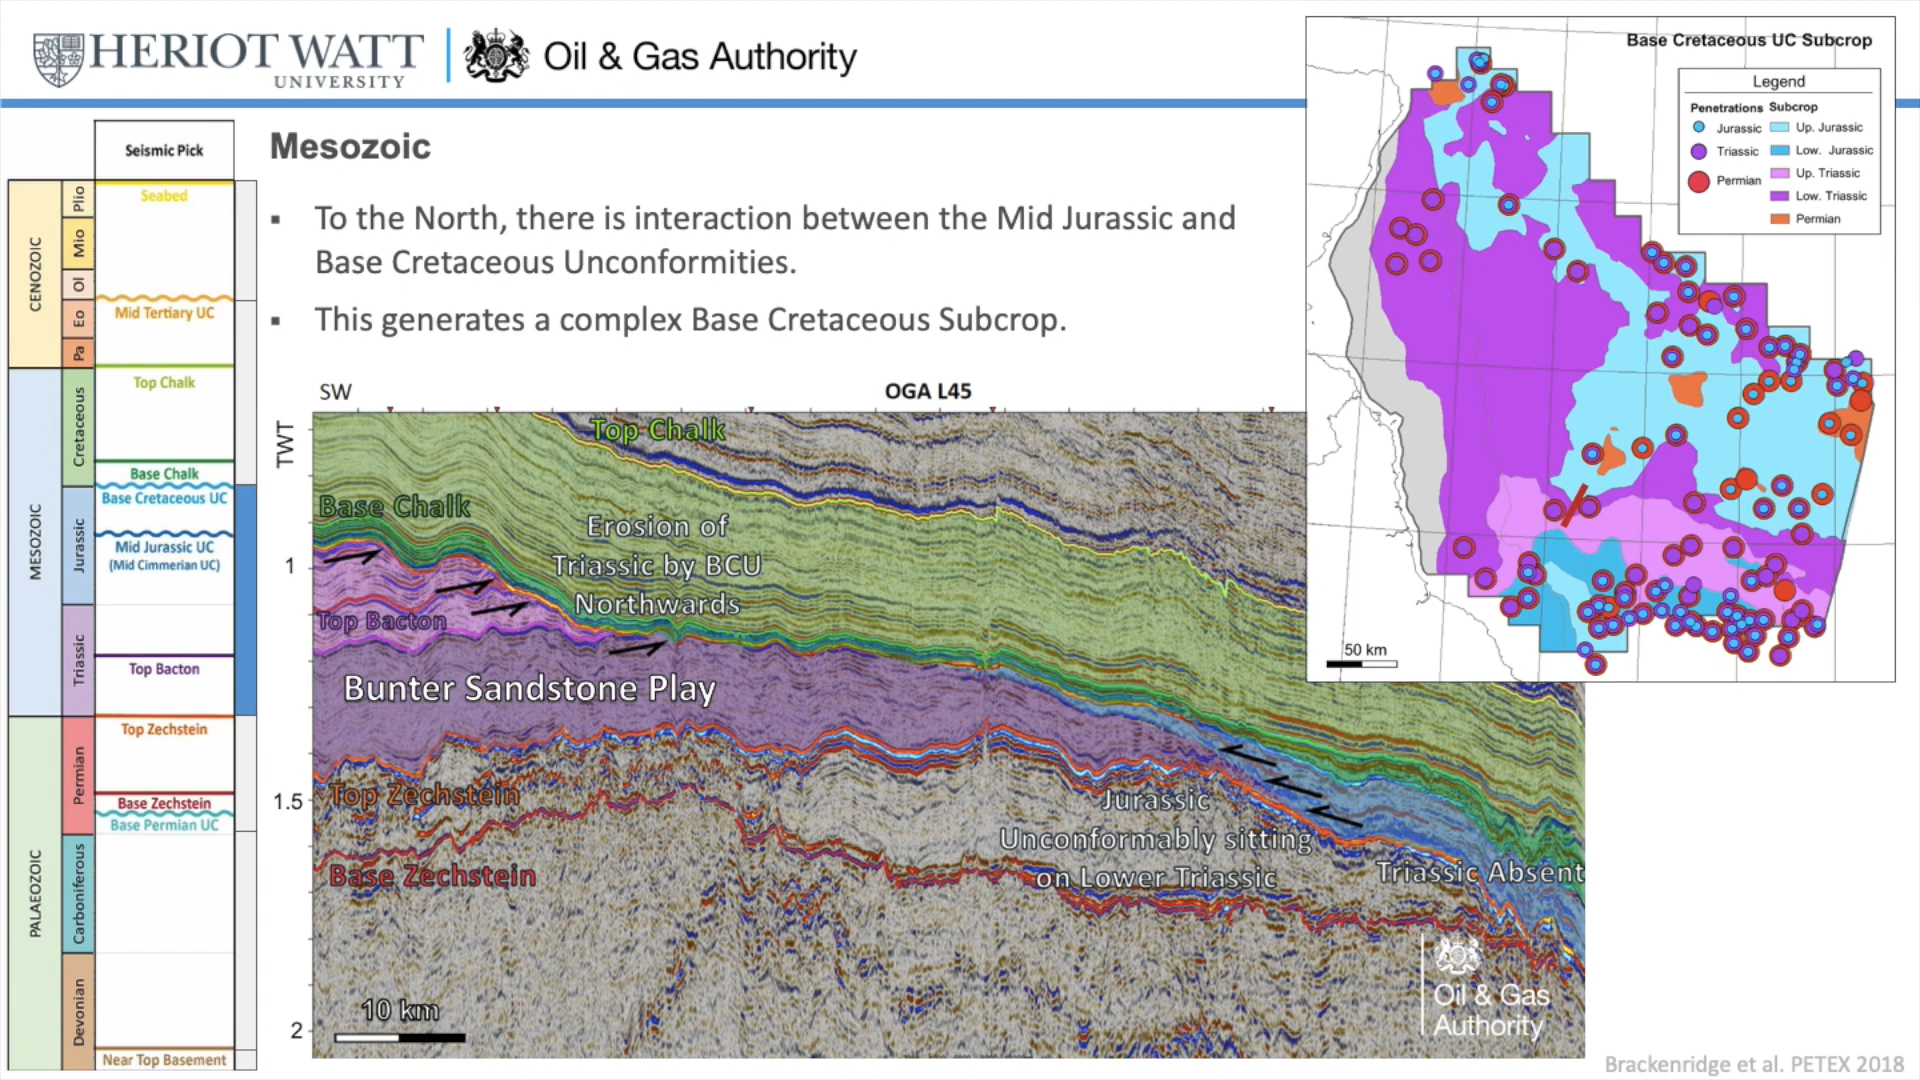 HERIOT WATT
UNIVERSITY
Oil & Gas Authority
Seismic Pick
CENOZOIC
MESOZOIC
PALAEOZOIC
Plio
Mio
Ol
Eo
Pa
Cretaceous
Jurassic
Triassic
Permian
Carboniferous
Devonian
Seabed
Mid Tertiary UC
Top Chalk
Base Chalk
Base Cretaceous UC
Mid Jurassic UC
(Mid Cimmerian UC)
Top Bacton
Top Zechstein
Base Zechstein
Base Permian UC
Near Top Basement
Mesozoic
▪ To the North, there is interaction between the Mid Jurassic and
Base Cretaceous Unconformities.
▪ This generates a complex Base Cretaceous Subcrop.
SW
OGA L45
TWT
1
1.5
2
Top Chalk
Base Chalk
Erosion of
Triassic by BCU
Northwards
Top Bacton
Bunter Sandstone Play
Top Zechstein
Base Zechstein
Jurassic
Unconformably sitting
on Lower Triassic
Triassic Absent
10 km
Oil & Gas
Authority
Base Cretaceous UC Subcrop
Legend
Penetrations Subcrop
Jurassic Up. Jurassic
Triassic Low. Jurassic
Up. Triassic
Permian Low. Triassic
Permian
50 km
Brackenridge et al. PETEX 2018